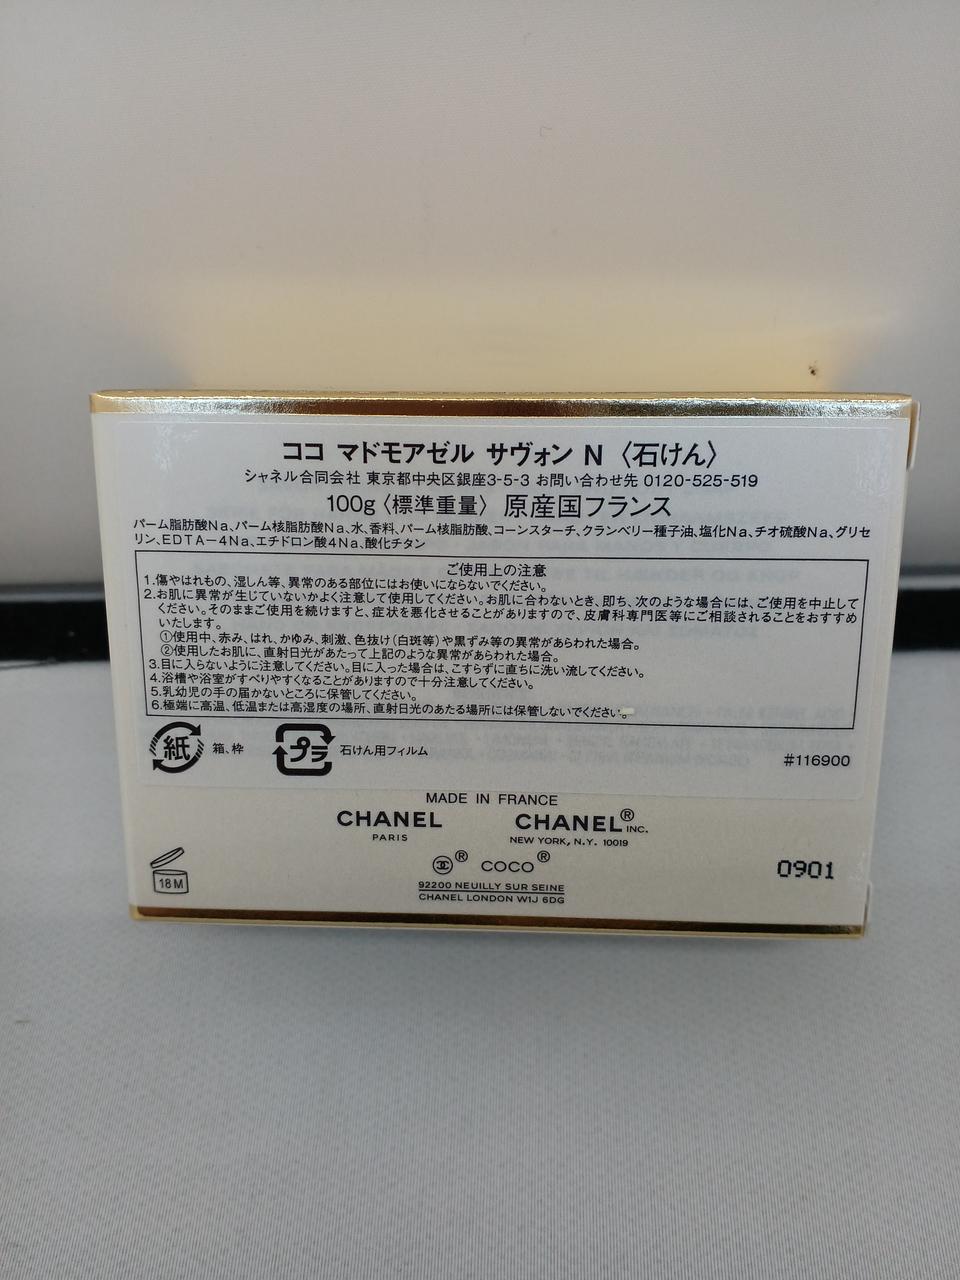 ココ マドモアゼル サヴォン N 〈石けん〉
シャネル合同会社 東京都中央区銀座3-5-3 お問い合わせ先 0120-525-519
100g〈標準重量〉原産国フランス
パーム脂肪酸Na、パーム核脂肪酸Na、水、香料、パーム核脂肪酸、コーンスターチ、クランベリー種子油、塩化Na、チオ硫酸Na、グリセ
リン、EDTA－4Na、エチドロン酸4Na、酸化チタン
ご使用上の注意
1.傷やはれもの、湿しん等、異常のある部位にはお使いにならないでください。
2.お肌に異常が生じていないかよく注意して使用してください。お肌に合わないとき、即ち、次のような場合には、ご使用を中止して
ください。そのままご使用を続けますと、症状を悪化させることがありますので、皮膚科専門医等にご相談されることをおすすめ
いたします。
①使用中、赤み、はれ、かゆみ、刺激、色抜け(白斑等)や黒ずみ等の異常があらわれた場合。
②使用したお肌に、直射日光があたって上記のような異常があらわれた場合。
3.目に入らないように注意してください。目に入った場合は、こすらずに直ちに洗い流してください。
4.浴槽や浴室がすべりやすくなることがありますので十分注意してください。
5.乳幼児の手の届かないところに保管してください。
6.極端に高温、低温または高湿度の場所、直射日光のあたる場所には保管しないでください。
紙 箱、枠 プラ 石けん用フィルム
#116900
MADE IN FRANCE
CHANEL CHANEL® INC.
PARIS NEW YORK, N.Y. 10019
® COCO®
18 M
0901
92200 NEUILLY SUR SEINE
CHANEL LONDON W1J 6DG